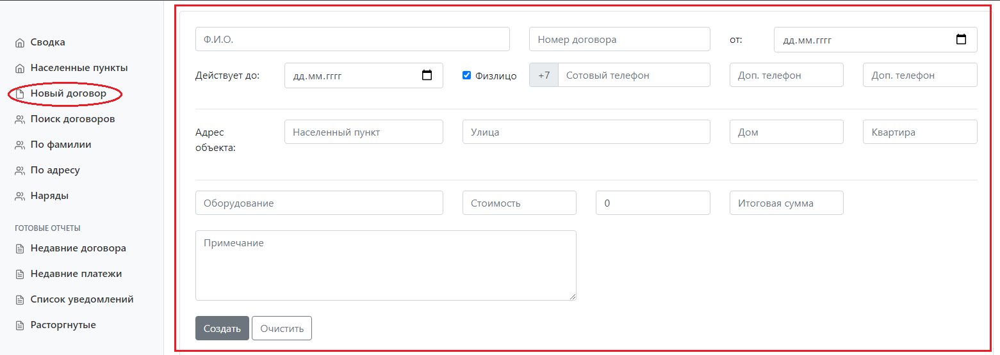 Сводка
Населенные пункты
Новый договор
Поиск договоров
По фамилии
По адресу
Наряды
ГОТОВЫЕ ОТЧЕТЫ
Недавние договора
Недавние платежи
Список уведомлений
Расторгнутые
Ф.И.О. Номер договора от: дд.мм.гггг
Действует до: дд.мм.гггг Физлицо +7 Сотовый телефон Доп. телефон Доп. телефон
Адрес Населенный пункт Улица Дом Квартира
объекта:
Оборудование Стоимость 0 Итоговая сумма
Примечание
Создать Очистить